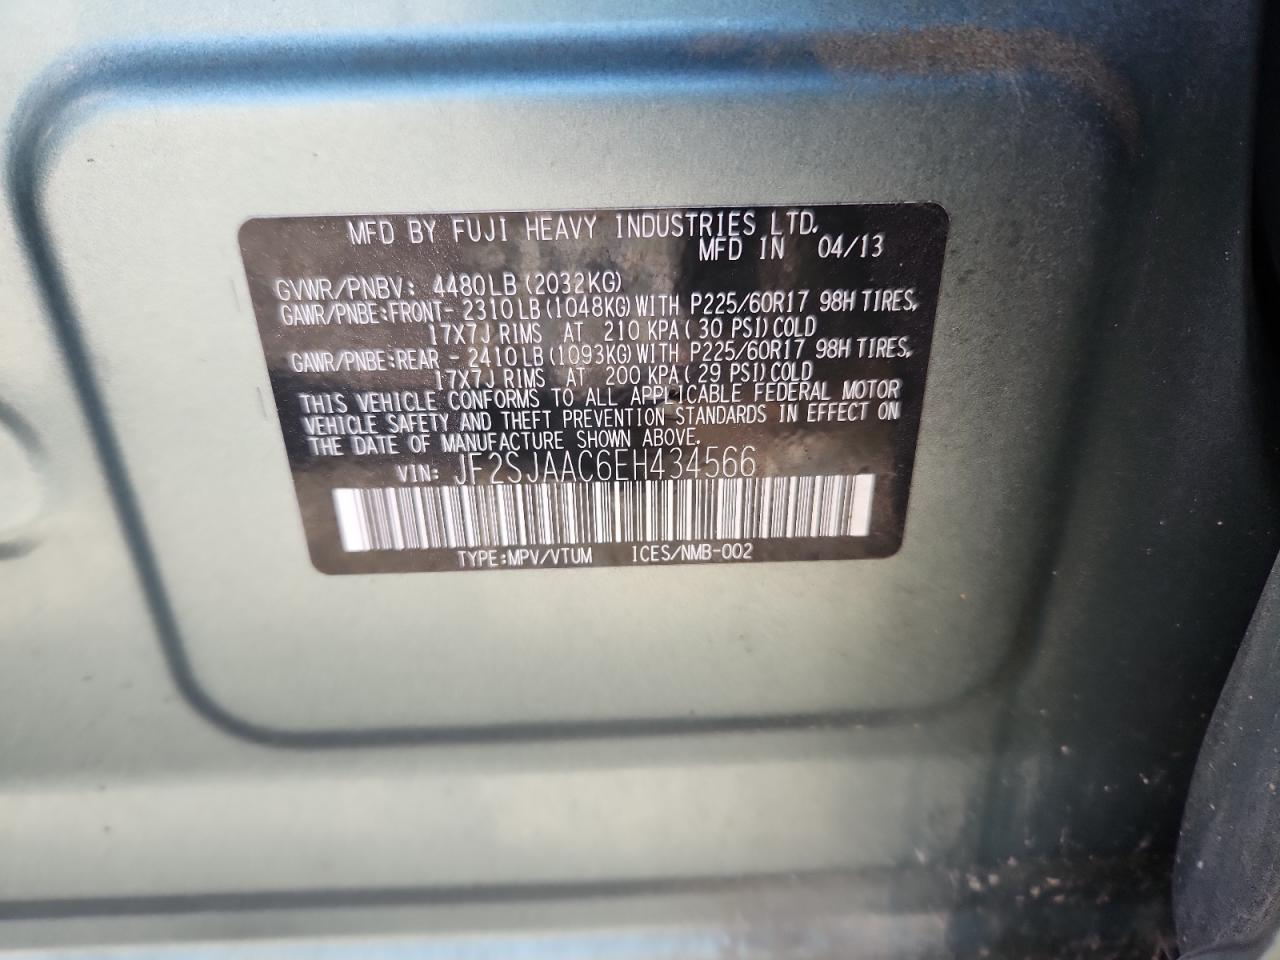 MFD BY FUJI HEAVY INDUSTRIES LTD.
MFD IN 04/13
GVWR/PNBV: 4480LB(2032KG)
GAWR/PNBE:FRONT- 2310LB(1048KG)WITH P225/60R17 98H TIRES,
17X7J RIMS AT 210 KPA( 30 PSI)COLD
GAWR/PNBE:REAR - 2410LB(1093KG)WITH P225/60R17 98H TIRES,
17X7J RIMS AT 200 KPA( 29 PSI)COLD
THIS VEHICLE CONFORMS TO ALL APPLICABLE FEDERAL MOTOR
VEHICLE SAFETY AND THEFT PREVENTION STANDARDS IN EFFECT ON
THE DATE OF MANUFACTURE SHOWN ABOVE.
VIN: JF2SJAAC6EH434566
TYPE:MPV/VTUM ICES/NMB-002